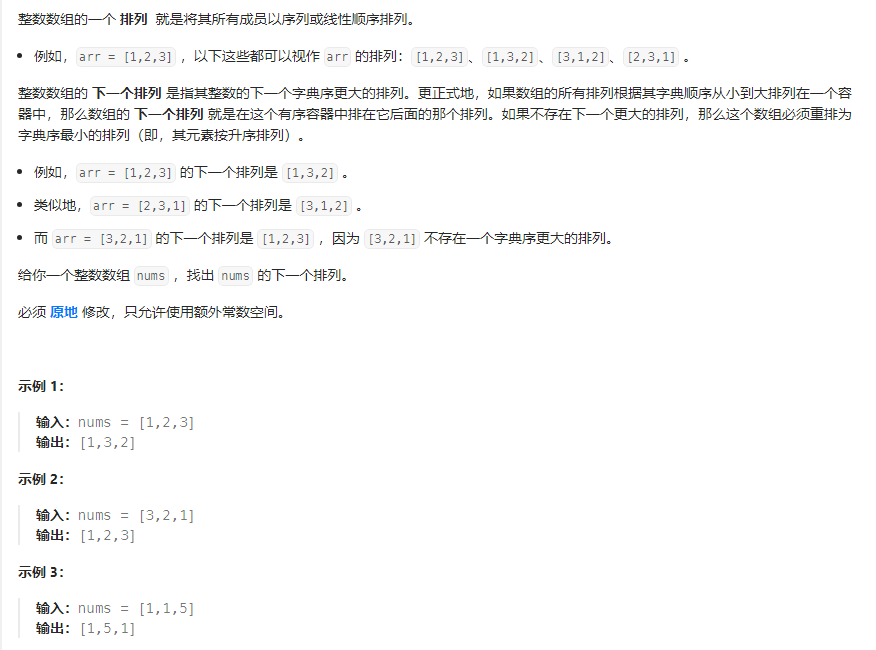 整数数组的一个 排列 就是将其所有成员以序列或线性顺序排列。
• 例如，arr = [1,2,3] ，以下这些都可以视作 arr 的排列：[1,2,3]、[1,3,2]、[3,1,2]、[2,3,1] 。
整数数组的 下一个排列 是指其整数的下一个字典序更大的排列。更正式地，如果数组的所有排列根据其字典顺序从小到大排列在一个容
器中，那么数组的 下一个排列 就是在这个有序容器中排在它后面的那个排列。如果不存在下一个更大的排列，那么这个数组必须重排为
字典序最小的排列（即，其元素按升序排列）。
• 例如，arr = [1,2,3] 的下一个排列是 [1,3,2] 。
• 类似地，arr = [2,3,1] 的下一个排列是 [3,1,2] 。
• 而 arr = [3,2,1] 的下一个排列是 [1,2,3] ，因为 [3,2,1] 不存在一个字典序更大的排列。
给你一个整数数组 nums ，找出 nums 的下一个排列。
必须 原地 修改，只允许使用额外常数空间。
示例 1：
输入：nums = [1,2,3]
输出：[1,3,2]
示例 2：
输入：nums = [3,2,1]
输出：[1,2,3]
示例 3：
输入：nums = [1,1,5]
输出：[1,5,1]